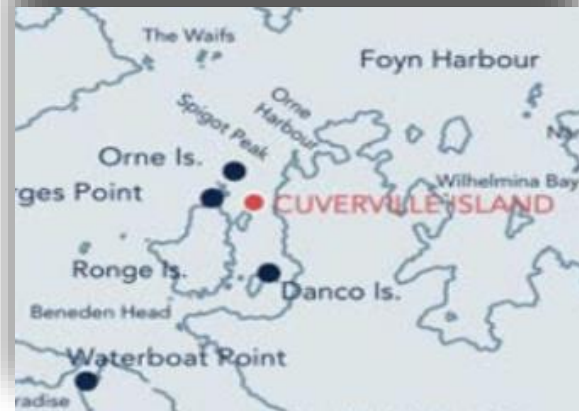 The Waifs
Foyn Harbour
Orne
Harbour
Spigot Peak
Orne Is.
Wilhelmina Bay
rges Point
CUVERVILLE ISLAND
Ronge Is.
Danco Is.
Beneden Head
Waterboat Point
radise